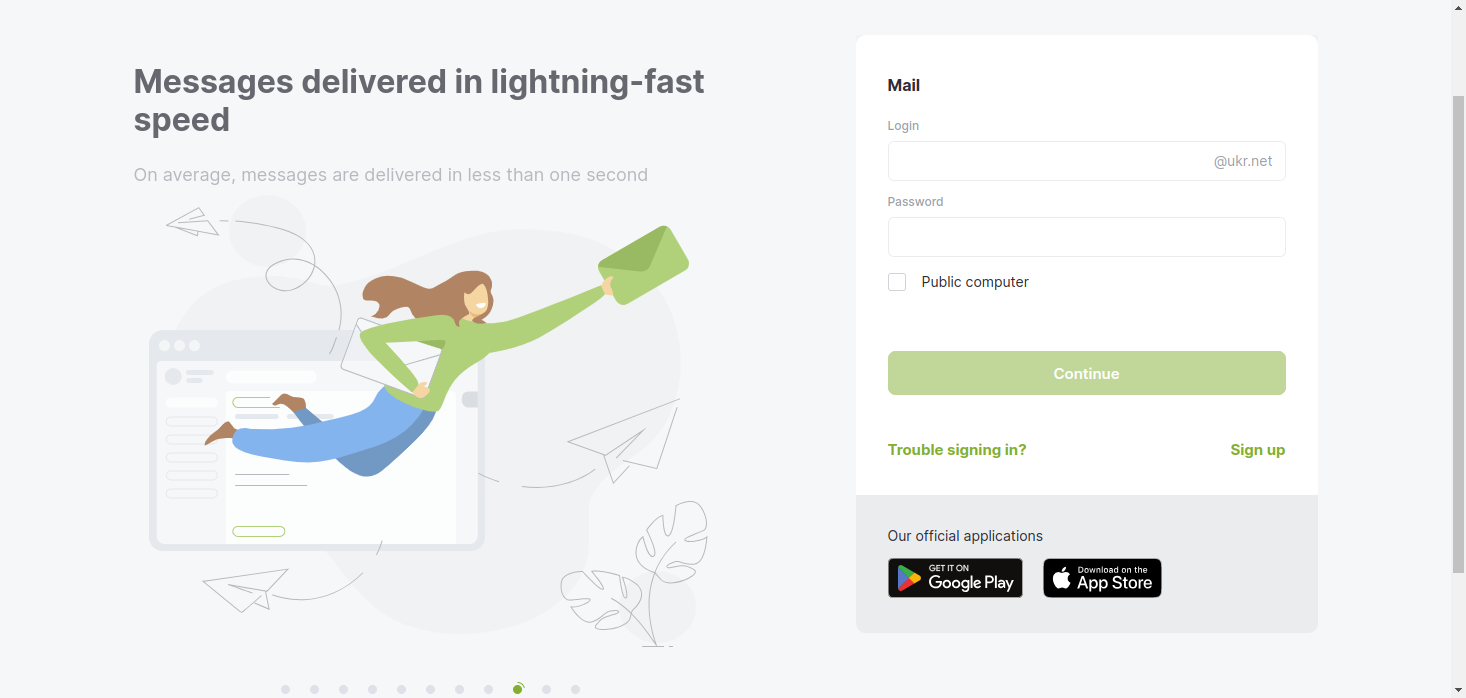 Messages delivered in lightning-fast
speed
On average, messages are delivered in less than one second
Mail
Login
@ukr.net
Password
Public computer
Continue
Trouble signing in?
Sign up
Our official applications
GET IT ON
Google Play
Download on the
App Store